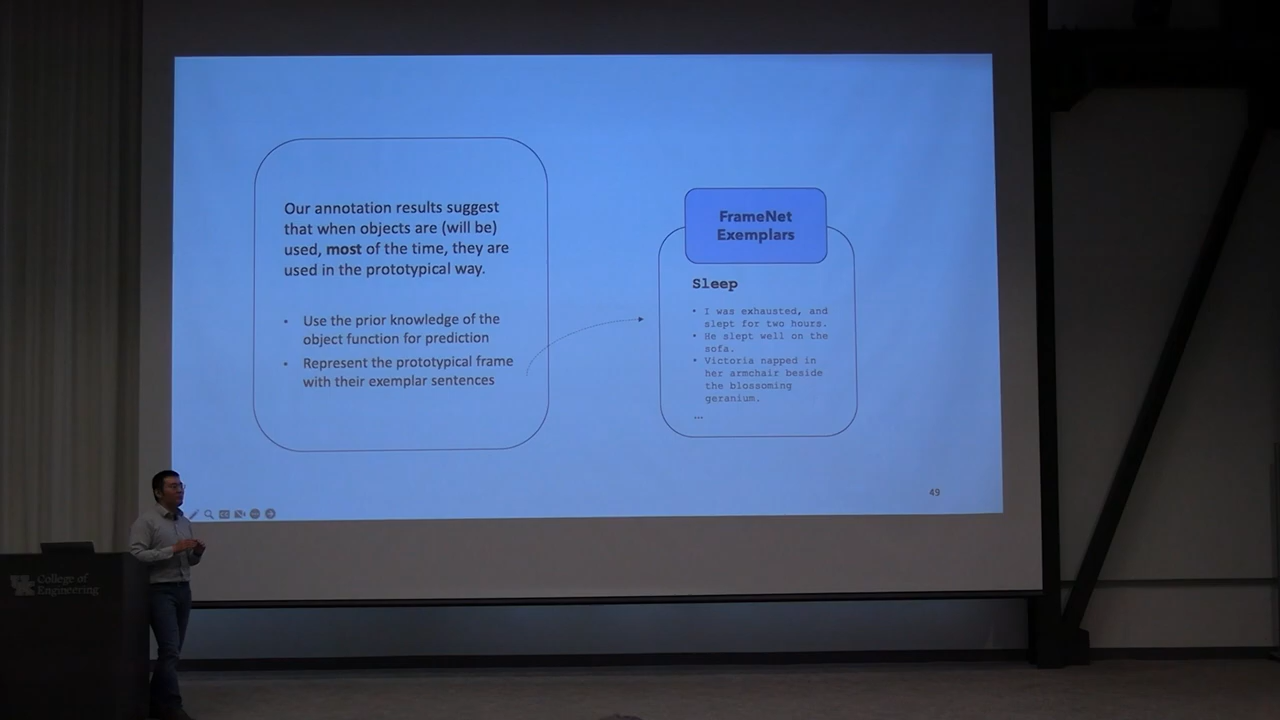 Our annotation results suggest
that when objects are (will be)
used, most of the time, they are
used in the prototypical way.
• Use the prior knowledge of the
object function for prediction
• Represent the prototypical frame
with their exemplar sentences
FrameNet
Exemplars
Sleep
• I was exhausted, and
slept for two hours.
• He slept well on the
sofa.
• Victoria napped in
her armchair beside
the blossoming
geranium.
…
49
College of
Engineering